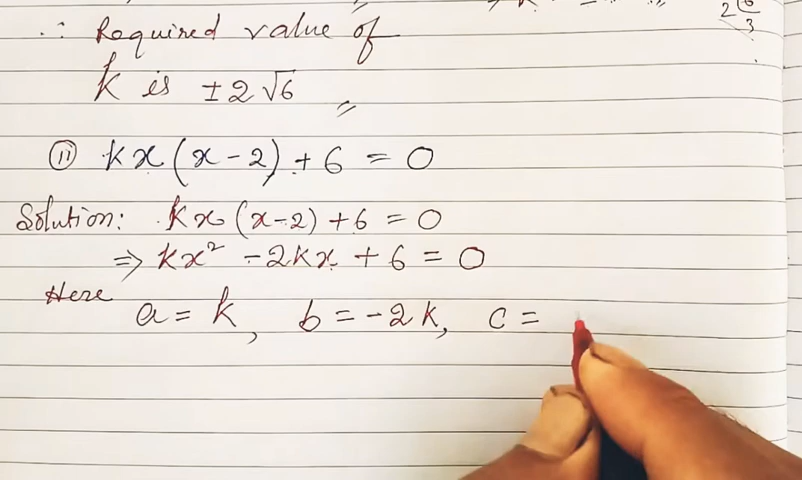 ∴ Required value of
k is ±2√6
(ii) kx(x-2)+6 = 0
Solution: kx(x-2)+6=0
⇒ kx² -2kx + 6 = 0
Here a = k, b = -2k, c =